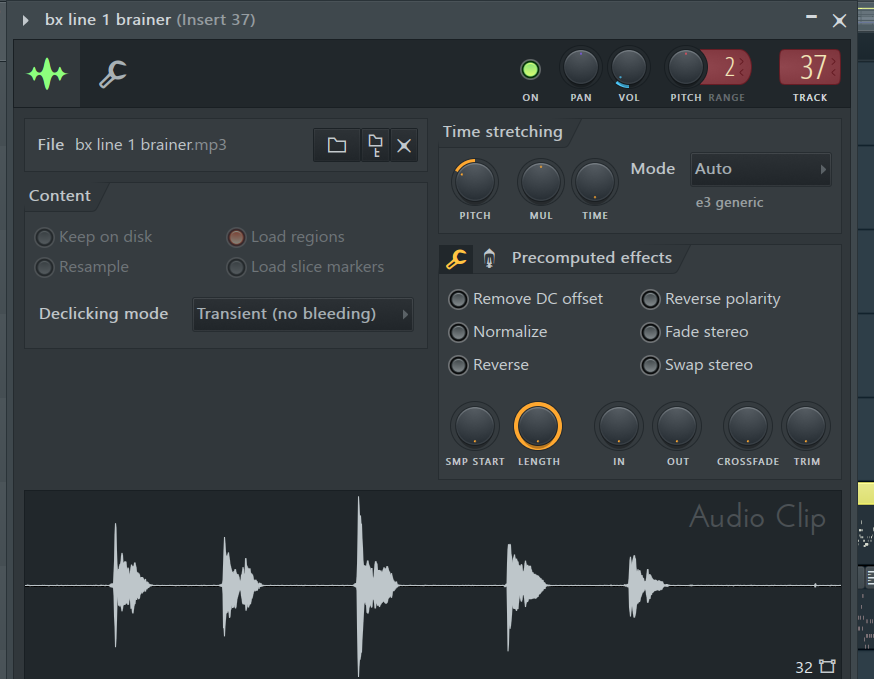 bx line 1 brainer (Insert 37)
2
37
ON PAN VOL PITCH RANGE TRACK
File bx line 1 brainer.mp3
Content
Keep on disk Load regions
Resample Load slice markers
Declicking mode Transient (no bleeding)
Time stretching
Mode Auto
e3 generic
PITCH MUL TIME
Precomputed effects
Remove DC offset Reverse polarity
Normalize Fade stereo
Reverse Swap stereo
SMP START LENGTH IN OUT CROSSFADE TRIM
Audio Clip
32